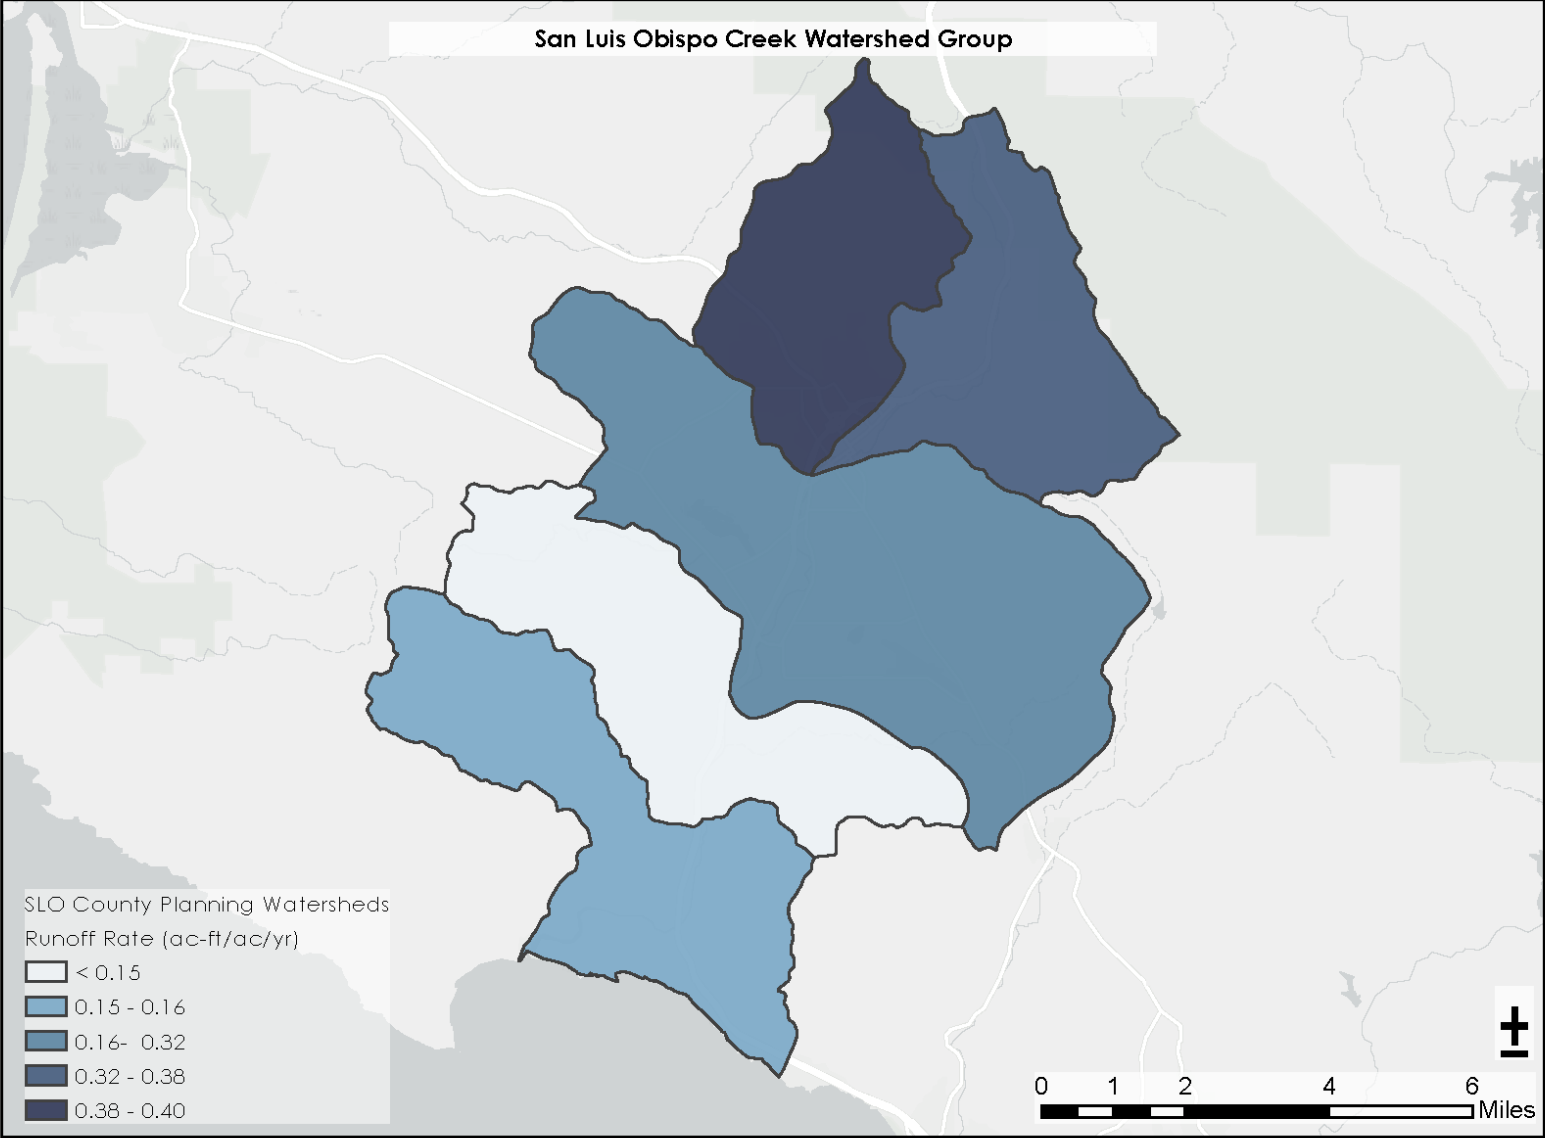 San Luis Obispo Creek Watershed Group
SLO County Planning Watersheds
Runoff Rate (ac-ft/ac/yr)
< 0.15
0.15 - 0.16
0.16- 0.32
0.32 - 0.38
0.38 - 0.40
0 1 2 4 6
Miles